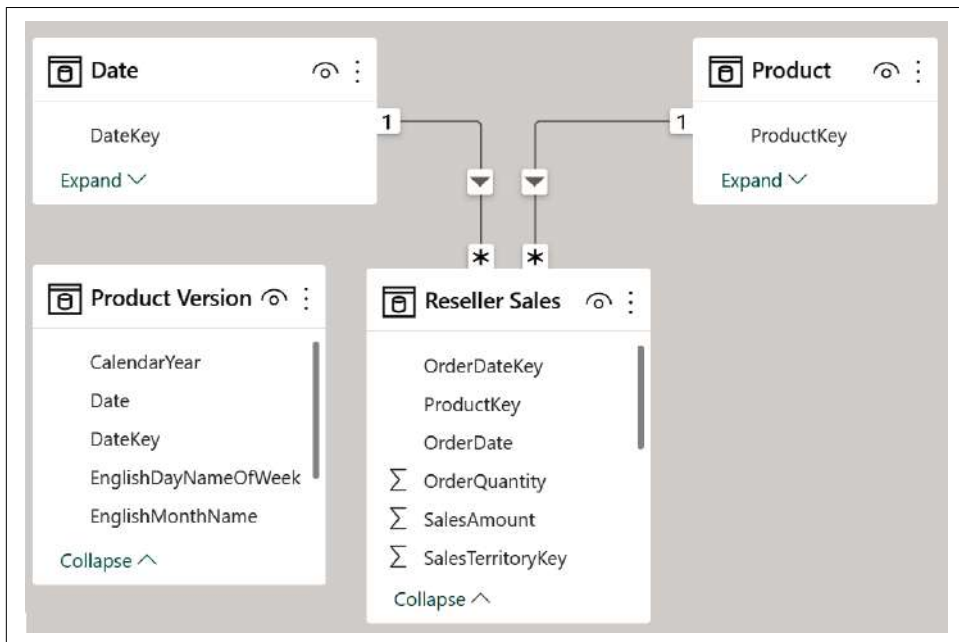 Date
DateKey
Expand
1
Product
ProductKey
Expand
1
*
*
Product Version
CalendarYear
Date
DateKey
EnglishDayNameOfWeek
EnglishMonthName
Collapse
Reseller Sales
OrderDateKey
ProductKey
OrderDate
Σ OrderQuantity
Σ SalesAmount
Σ SalesTerritoryKey
Collapse